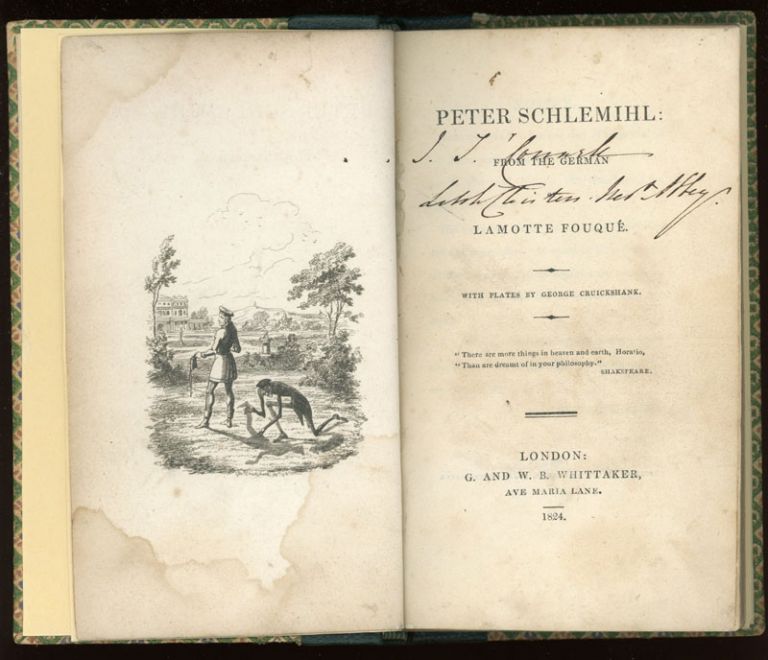 PETER SCHLEMIHL:
J. T.
FROM THE GERMAN
LAMOTTE FOUQUÉ.
WITH PLATES BY GEORGE CRUICKSHANK.
“There are more things in heaven and earth, Horatio,
“Than are dreamt of in your philosophy.”
SHAKSPEARE.
LONDON:
G. AND W. B. WHITTAKER,
AVE MARIA LANE.
1824.